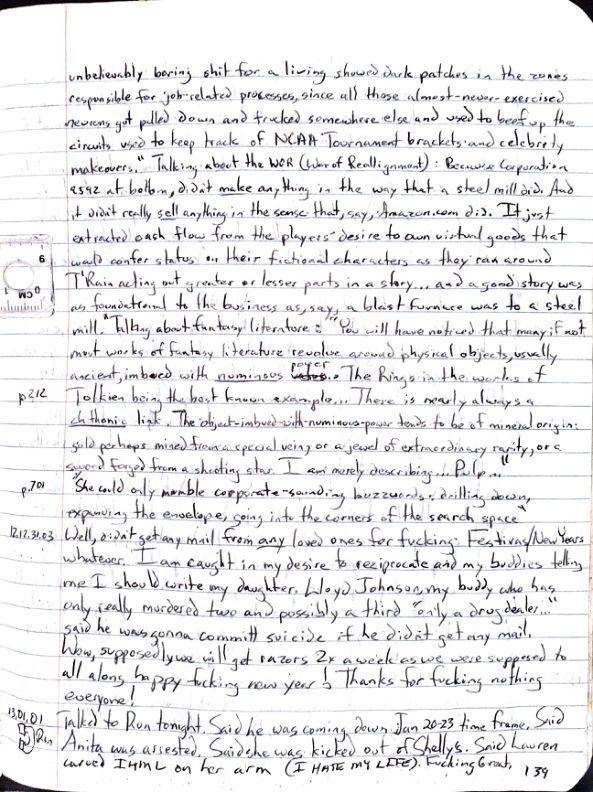 unbelievably boring shit for a living showed dark patches in the zones
responsible for job-related processes, since all those almost-never-exercised
neurons got pulled down and trucked somewhere else and used to beef up the
circuits used to keep track of NCAA Tournament brackets and celebrity
makeovers." Talking about the WOR (War of Reallignment): Because Corporation
9592 at bottom, didn't make anything in the way that a steel mill did. And
it didn't really sell anything in the sense that, say, Amazon.com did. It just
extracted cash flow from the players' desire to own virtual goods that
would confer status on their fictional characters as they ran around
T'Rain acting out greater or lesser parts in a story... and a good story was
as foundational to the business as, say, a blast furnace was to a steel
mill." Talking about fantasy literature: "You will have noticed that many if not
most works of fantasy literature revolve around physical objects, usually
ancient, imbued with numinous power... The Rings in the works of
p212 Tolkien being the best known example... There is nearly always a
chthonic link. The object-imbued-with-numinous-power tends to be of mineral origin:
gold perhaps mined from a special vein, or a jewel of extraordinary rarity, or a
sword forged from a shooting star. I am merely describing... Pulp..."
p.701 "She could only mumble corporate-sounding buzzwords: drilling down,
expanding the envelope, going into the corners of the search space"
12.12.31.03 Well, didn't get any mail from any loved ones for fucking Festivus/New Years
whatever. I am caught in my desire to reciprocate and my buddies telling
me I should write my daughter. Lloyd Johnson, my buddy who has
only really murdered two and possibly a third "only a drug dealer..."
said he was gonna committ suicide if he didn't get any mail.
Wow, supposedly we will get razors 2x a week as we were supposed to
all along happy fucking new year! Thanks for fucking nothing
everyone!
13.01.01 Talked to Ron tonight. Said he was coming down Jan 20-23 time frame. Said
Ron Anita was arrested. Said she was kicked out of Shellys. Said Lauren
carved IHML on her arm (I HATE MY LIFE). Fucking Great.
139
6
0
CM